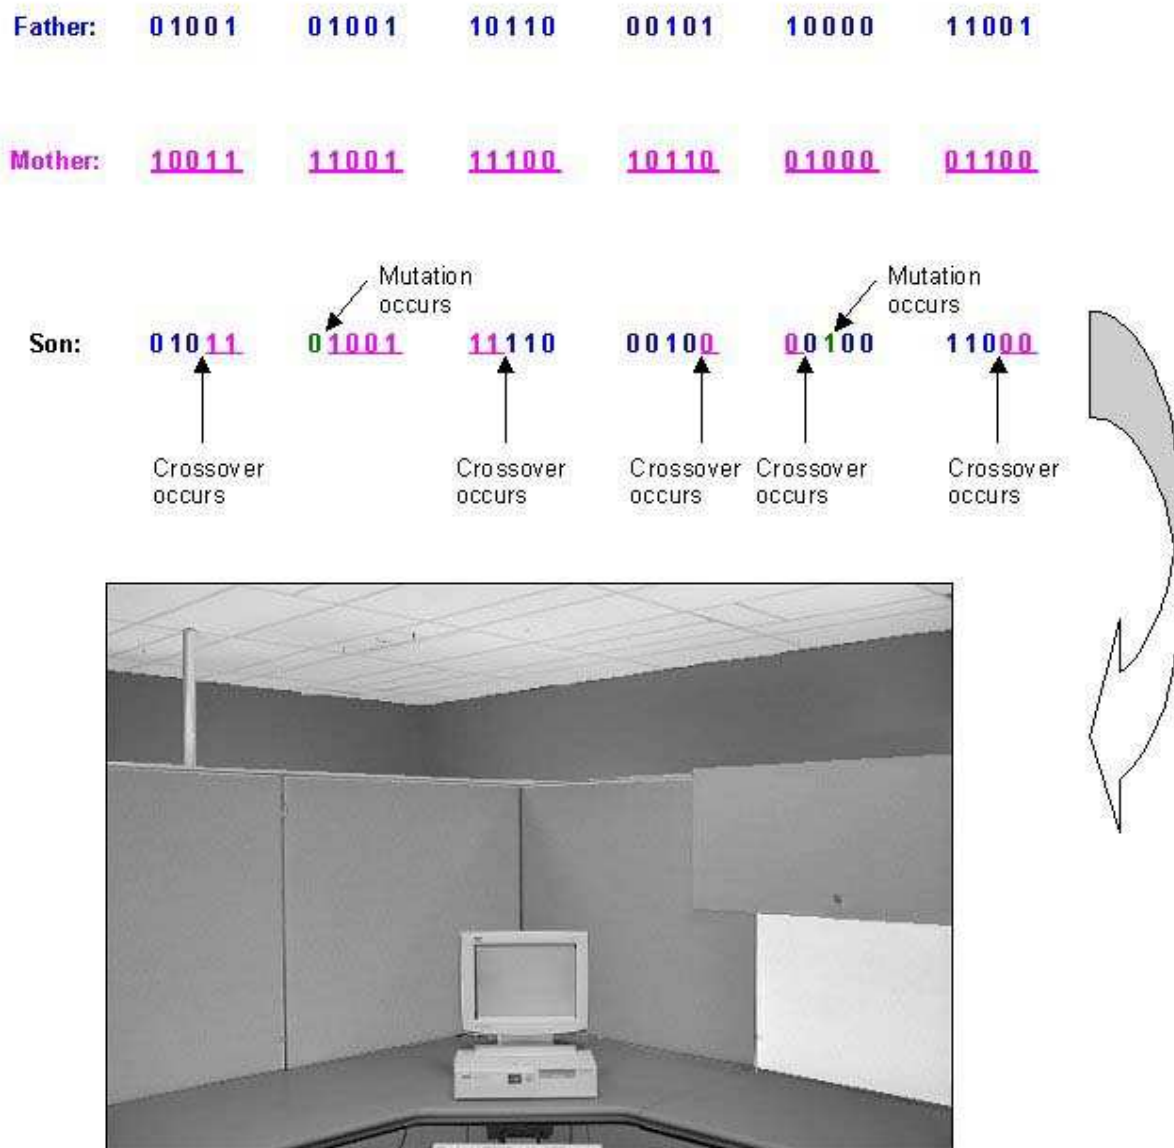 Father: 01001 01001 10110 00101 10000 11001
Mother: 10011 11001 11100 10110 01000 01100
Mutation occurs
Mutation occurs
Son: 01011 01001 11110 00100 00100 11000
Crossover occurs
Crossover occurs
Crossover occurs
Crossover occurs
Crossover occurs